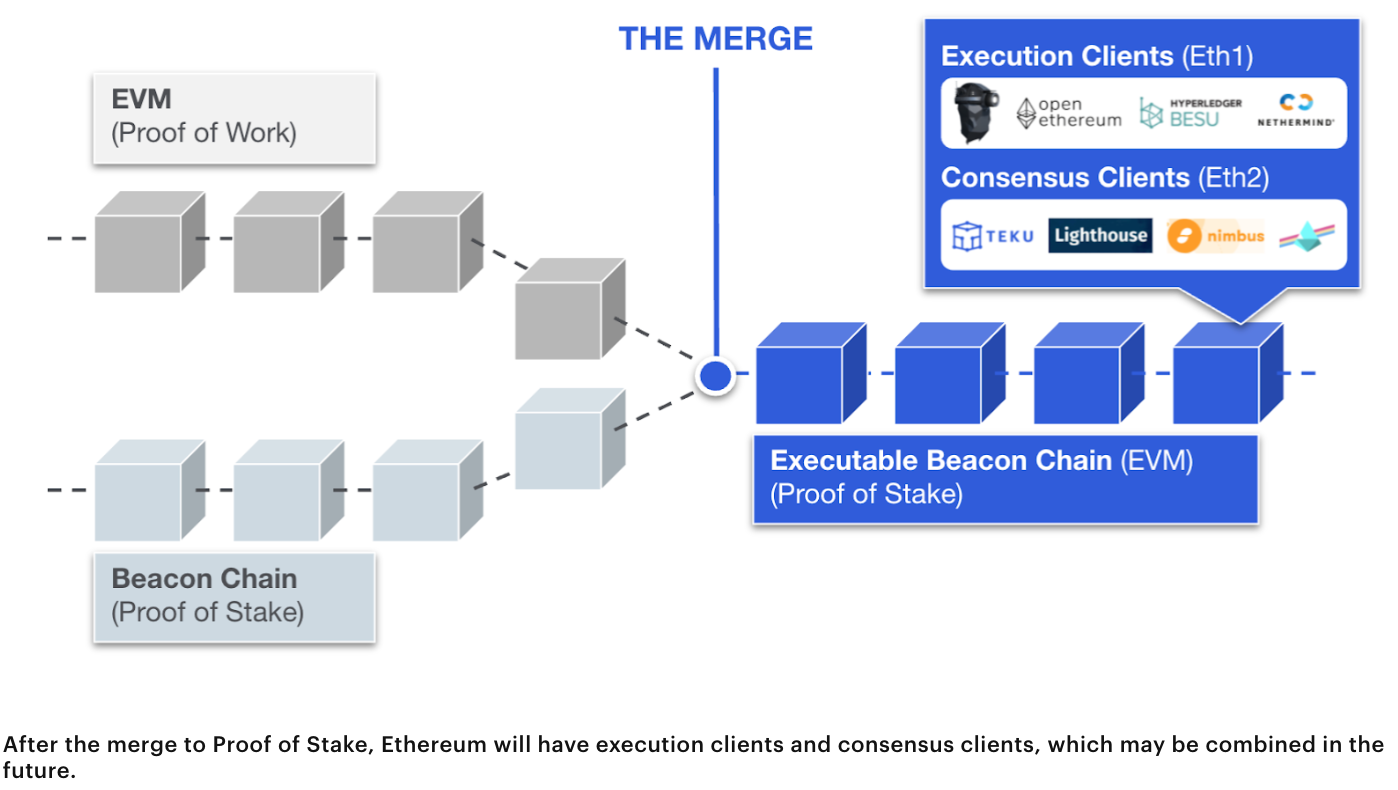 THE MERGE
EVM
(Proof of Work)
Execution Clients (Eth1)
open
ethereum
HYPERLEDGER
BESU
NETHERMIND
Consensus Clients (Eth2)
TEKU
Lighthouse
nimbus
Executable Beacon Chain (EVM)
(Proof of Stake)
Beacon Chain
(Proof of Stake)
After the merge to Proof of Stake, Ethereum will have execution clients and consensus clients, which may be combined in the
future.